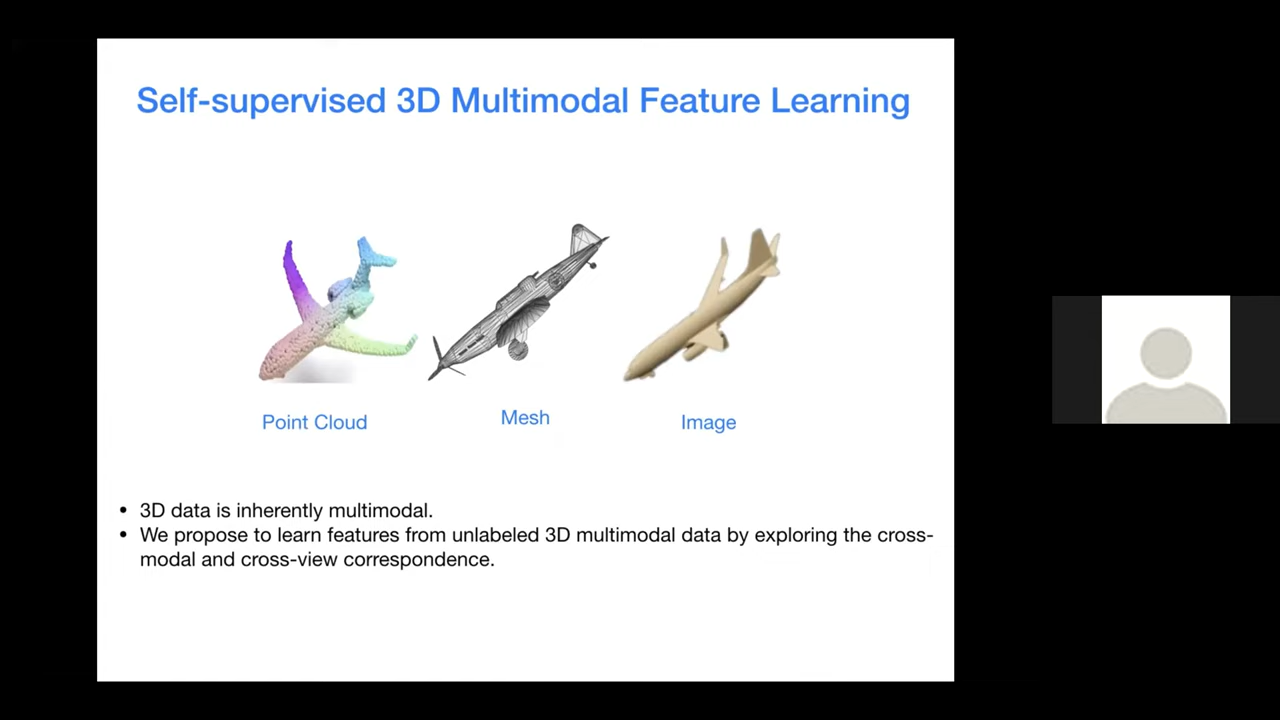 Self-supervised 3D Multimodal Feature Learning
Point Cloud
Mesh
Image
• 3D data is inherently multimodal.
• We propose to learn features from unlabeled 3D multimodal data by exploring the cross-
modal and cross-view correspondence.